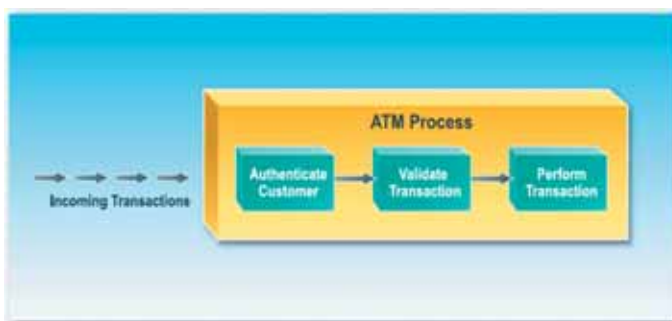 ATM Process
Authenticate
Customer
Validate
Transaction
Perform
Transaction
Incoming Transactions